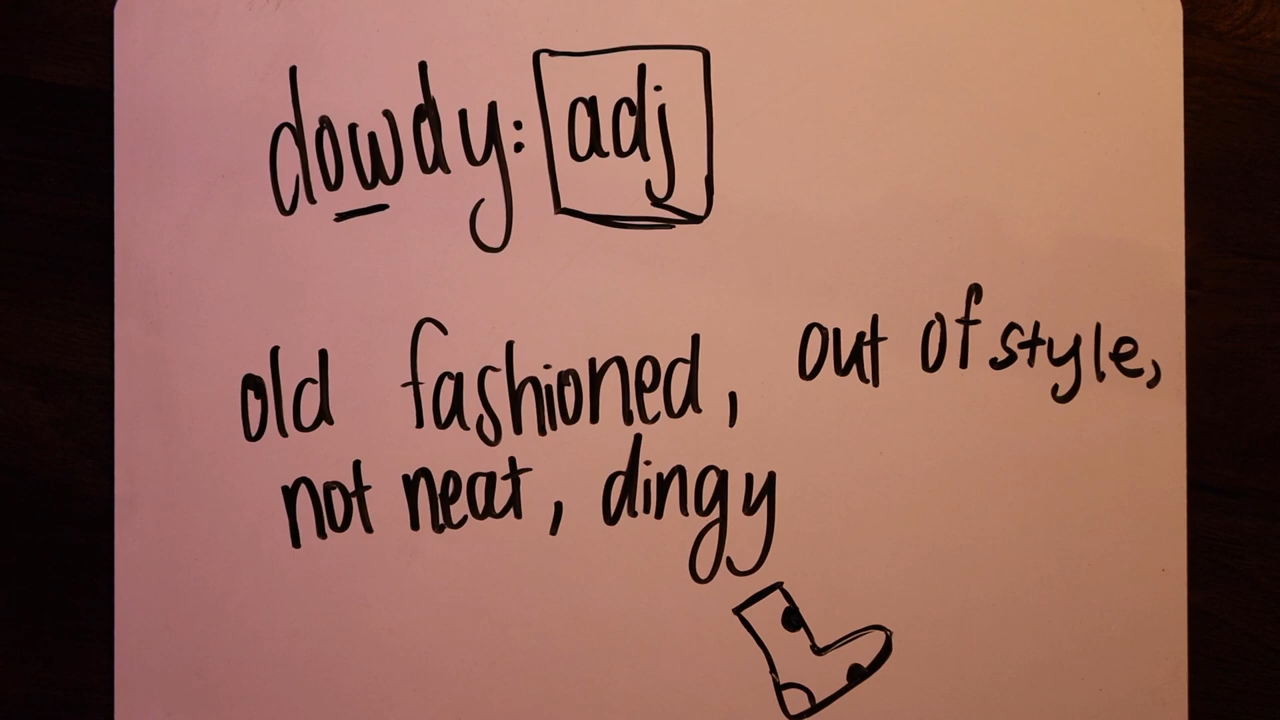 dowdy: adj
old fashioned, out of style,
not neat, dingy